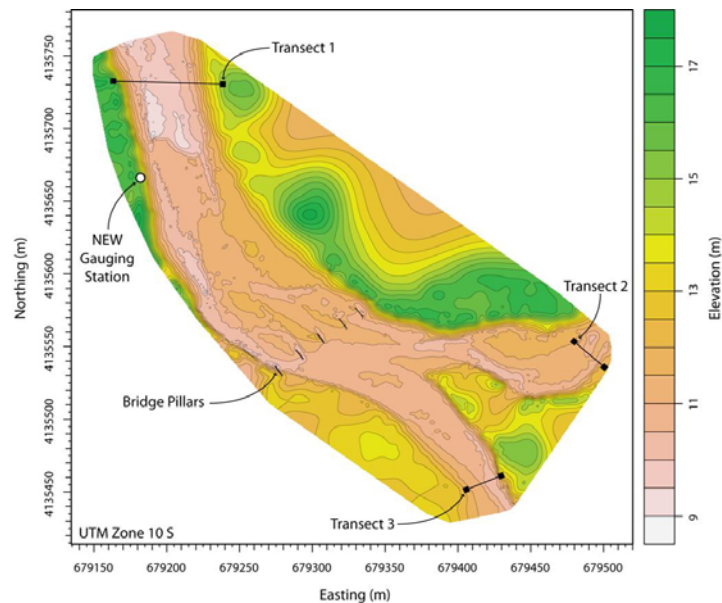 Transect 1
NEW
Gauging
Station
Bridge Pillars
Transect 2
Transect 3
UTM Zone 10 S
Northing (m)
4135750
4135700
4135650
4135600
4135550
4135500
4135450
679150
679200
679250
679300
679350
679400
679450
679500
Easting (m)
17
15
13
11
9
Elevation (m)